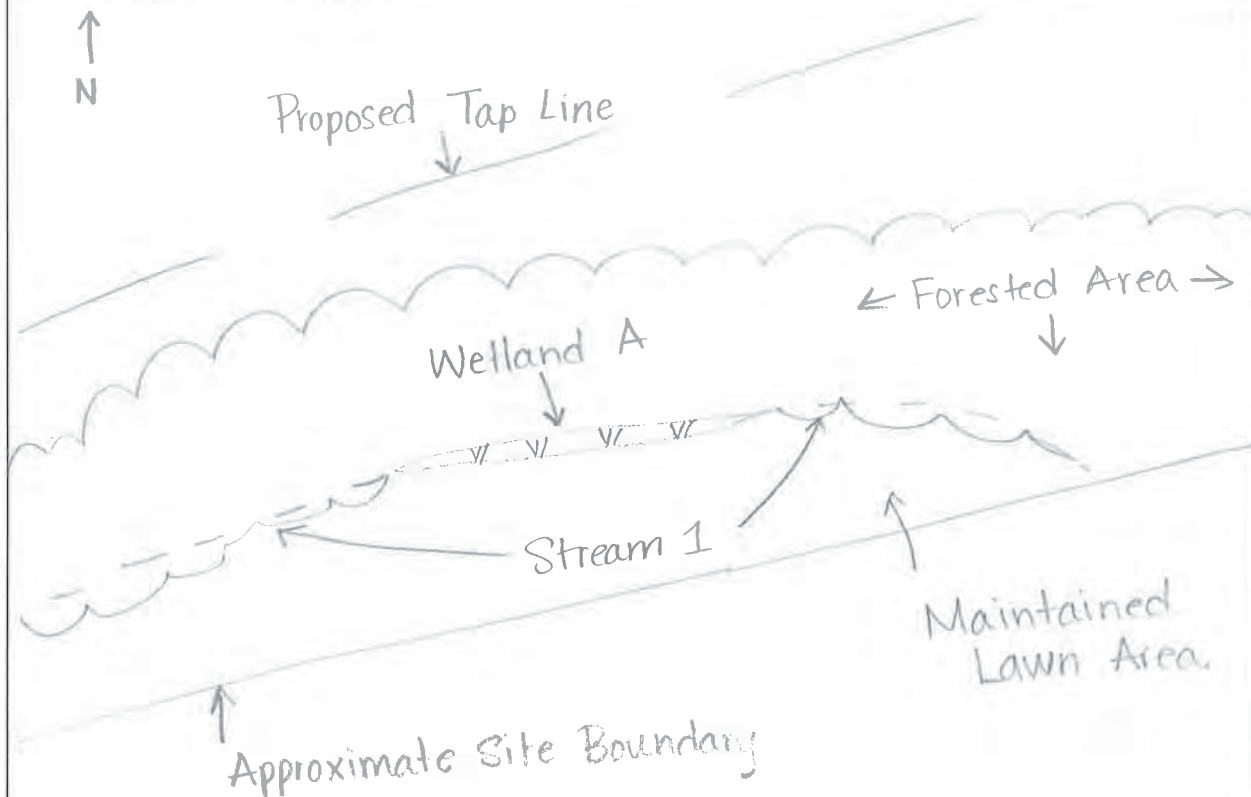 N
Proposed Tap Line
← Forested Area →
Wetland A
Stream 1
Maintained
Lawn Area.
Approximate Site Boundary